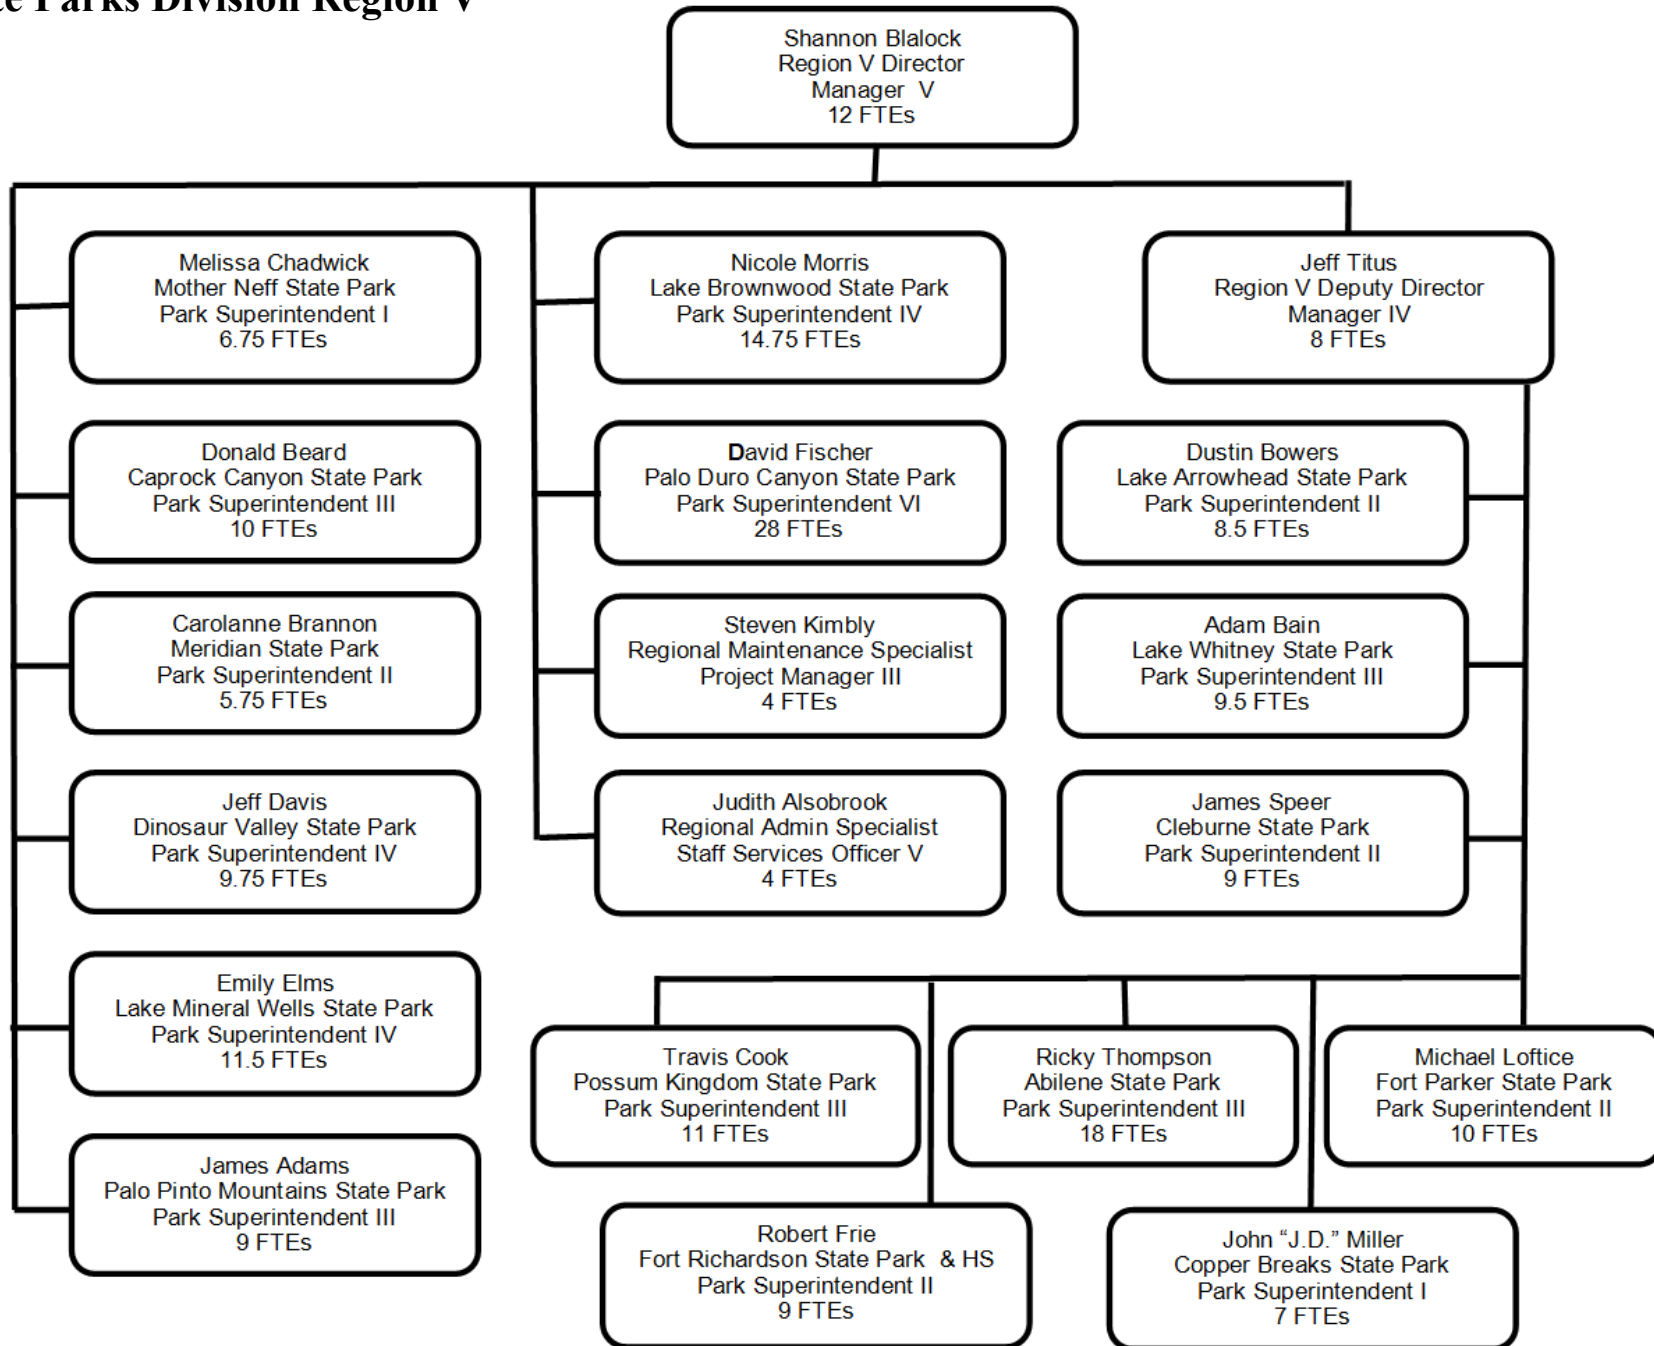 te Parks Division Region V
Shannon Blalock
Region V Director
Manager V
12 FTEs
Melissa Chadwick
Mother Neff State Park
Park Superintendent I
6.75 FTEs
Nicole Morris
Lake Brownwood State Park
Park Superintendent IV
14.75 FTEs
Jeff Titus
Region V Deputy Director
Manager IV
8 FTEs
Donald Beard
Caprock Canyon State Park
Park Superintendent III
10 FTEs
David Fischer
Palo Duro Canyon State Park
Park Superintendent VI
28 FTEs
Dustin Bowers
Lake Arrowhead State Park
Park Superintendent II
8.5 FTEs
Carolanne Brannon
Meridian State Park
Park Superintendent II
5.75 FTEs
Steven Kimbly
Regional Maintenance Specialist
Project Manager III
4 FTEs
Adam Bain
Lake Whitney State Park
Park Superintendent III
9.5 FTEs
Jeff Davis
Dinosaur Valley State Park
Park Superintendent IV
9.75 FTEs
Judith Alsobrook
Regional Admin Specialist
Staff Services Officer V
4 FTEs
James Speer
Cleburne State Park
Park Superintendent II
9 FTEs
Emily Elms
Lake Mineral Wells State Park
Park Superintendent IV
11.5 FTEs
Travis Cook
Possum Kingdom State Park
Park Superintendent III
11 FTEs
Ricky Thompson
Abilene State Park
Park Superintendent III
18 FTEs
Michael Loftice
Fort Parker State Park
Park Superintendent II
10 FTEs
James Adams
Palo Pinto Mountains State Park
Park Superintendent III
9 FTEs
Robert Frie
Fort Richardson State Park & HS
Park Superintendent II
9 FTEs
John “J.D.” Miller
Copper Breaks State Park
Park Superintendent I
7 FTEs